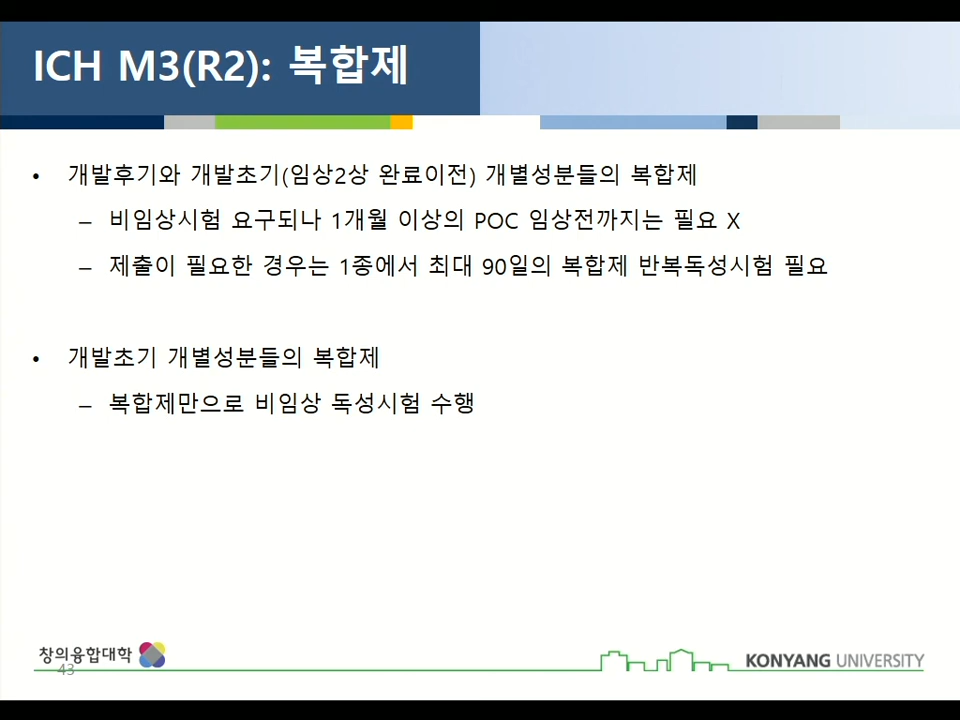 ICH M3(R2): 복합제
• 개발후기와 개발초기(임상2상 완료이전) 개별성분들의 복합제
– 비임상시험 요구되나 1개월 이상의 POC 임상전까지는 필요 X
– 제출이 필요한 경우는 1종에서 최대 90일의 복합제 반복독성시험 필요
• 개발초기 개별성분들의 복합제
– 복합제만으로 비임상 독성시험 수행
창의융합대학
43
KONYANG UNIVERSITY